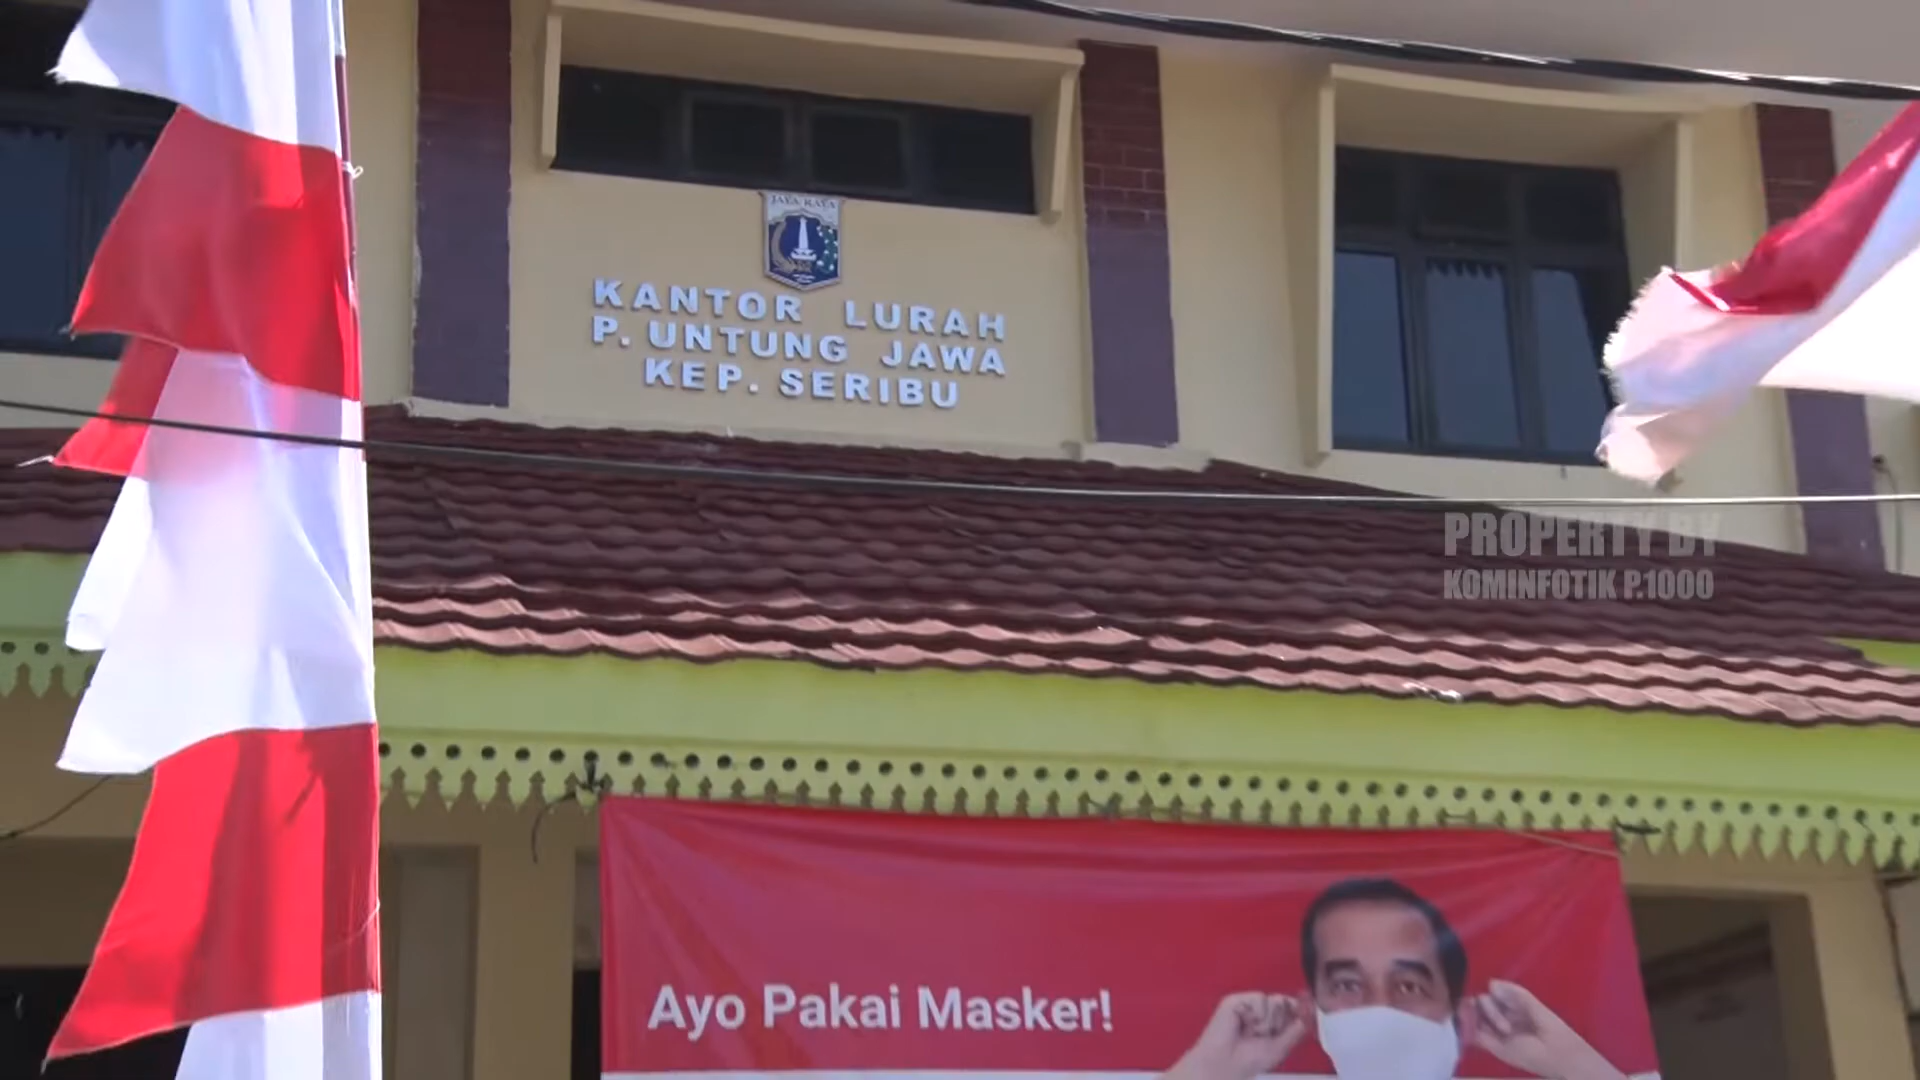 JAYA RAYA
KANTOR LURAH
P. UNTUNG JAWA
KEP. SERIBU
PROPERTY BY
KOMINFOTIK P.1000
Ayo Pakai Masker!